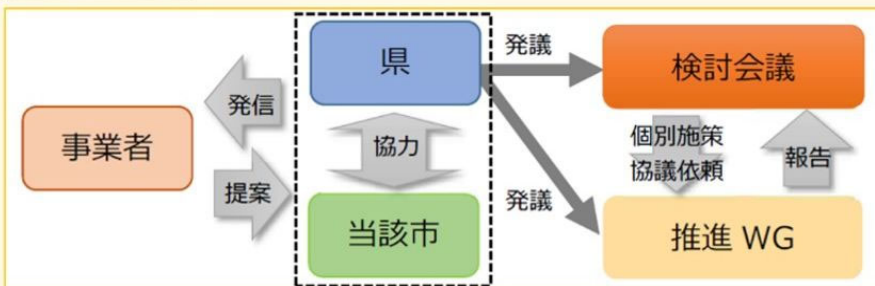 県
発議
検討会議
発信
事業者
協力
個別施策
協議依頼
報告
提案
発議
当該市
推進 WG